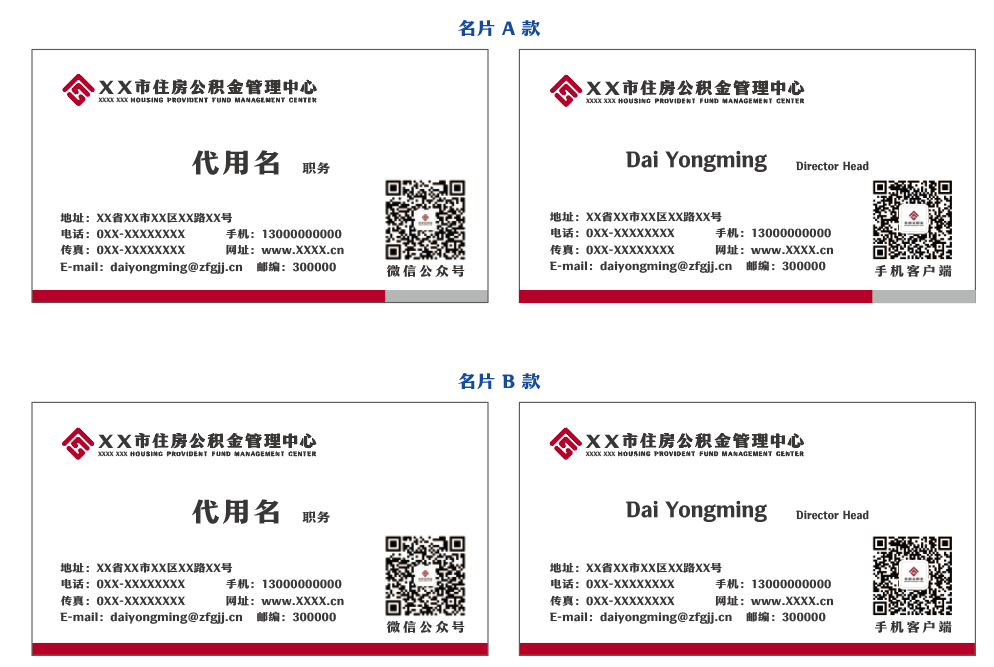 名片 A 款
XX市住房公积金管理中心
XXXX XXX HOUSING PROVIDENT FUND MANAGEMENT CENTER
代用名 职务
地址：XX省XX市XX区XX路XX号
电话：0XX-XXXXXXXX 手机：13000000000
传真：0XX-XXXXXXXX 网址：www.XXXX.cn
E-mail：daiyongming@zfgjj.cn 邮编：300000
微信公众号
XX市住房公积金管理中心
XXXX XXX HOUSING PROVIDENT FUND MANAGEMENT CENTER
Dai Yongming Director Head
地址：XX省XX市XX区XX路XX号
电话：0XX-XXXXXXXX 手机：13000000000
传真：0XX-XXXXXXXX 网址：www.XXXX.cn
E-mail：daiyongming@zfgjj.cn 邮编：300000
手机客户端
名片 B 款
XX市住房公积金管理中心
XXXX XXX HOUSING PROVIDENT FUND MANAGEMENT CENTER
代用名 职务
地址：XX省XX市XX区XX路XX号
电话：0XX-XXXXXXXX 手机：13000000000
传真：0XX-XXXXXXXX 网址：www.XXXX.cn
E-mail：daiyongming@zfgjj.cn 邮编：300000
微信公众号
XX市住房公积金管理中心
XXXX XXX HOUSING PROVIDENT FUND MANAGEMENT CENTER
Dai Yongming Director Head
地址：XX省XX市XX区XX路XX号
电话：0XX-XXXXXXXX 手机：13000000000
传真：0XX-XXXXXXXX 网址：www.XXXX.cn
E-mail：daiyongming@zfgjj.cn 邮编：300000
手机客户端